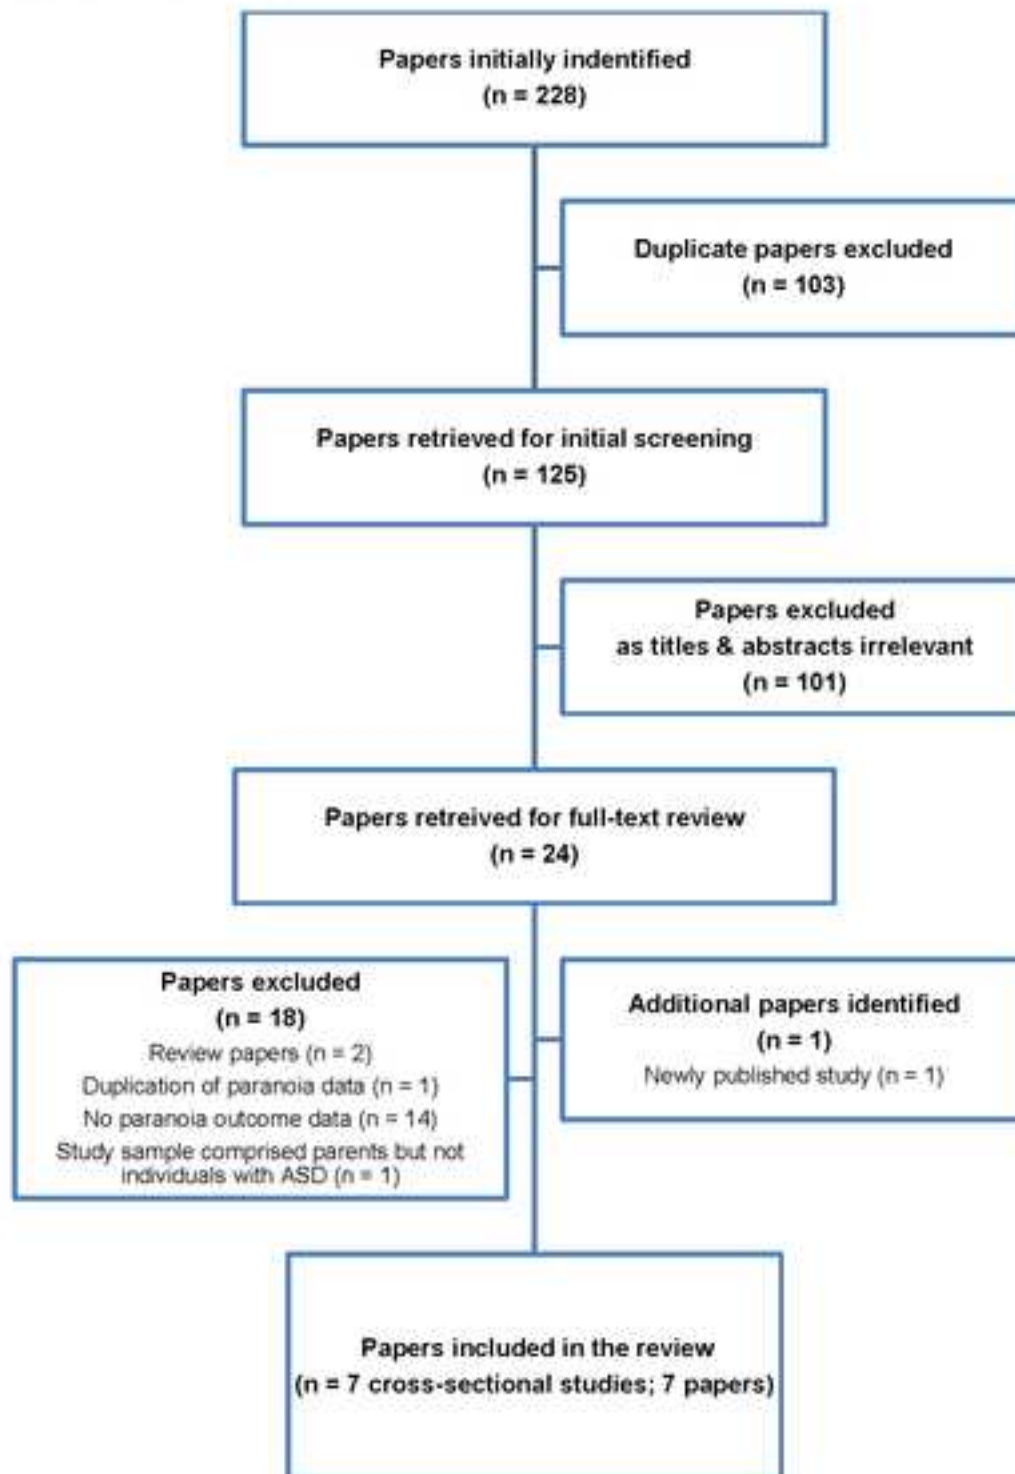 Papers initially indentified
(n = 228)
Duplicate papers excluded
(n = 103)
Papers retrieved for initial screening
(n = 125)
Papers excluded
as titles & abstracts irrelevant
(n = 101)
Papers retreived for full-text review
(n = 24)
Papers excluded
(n = 18)
Review papers (n = 2)
Duplication of paranoia data (n = 1)
No paranoia outcome data (n = 14)
Study sample comprised parents but not
individuals with ASD (n = 1)
Additional papers identified
(n = 1)
Newly published study (n = 1)
Papers included in the review
(n = 7 cross-sectional studies; 7 papers)